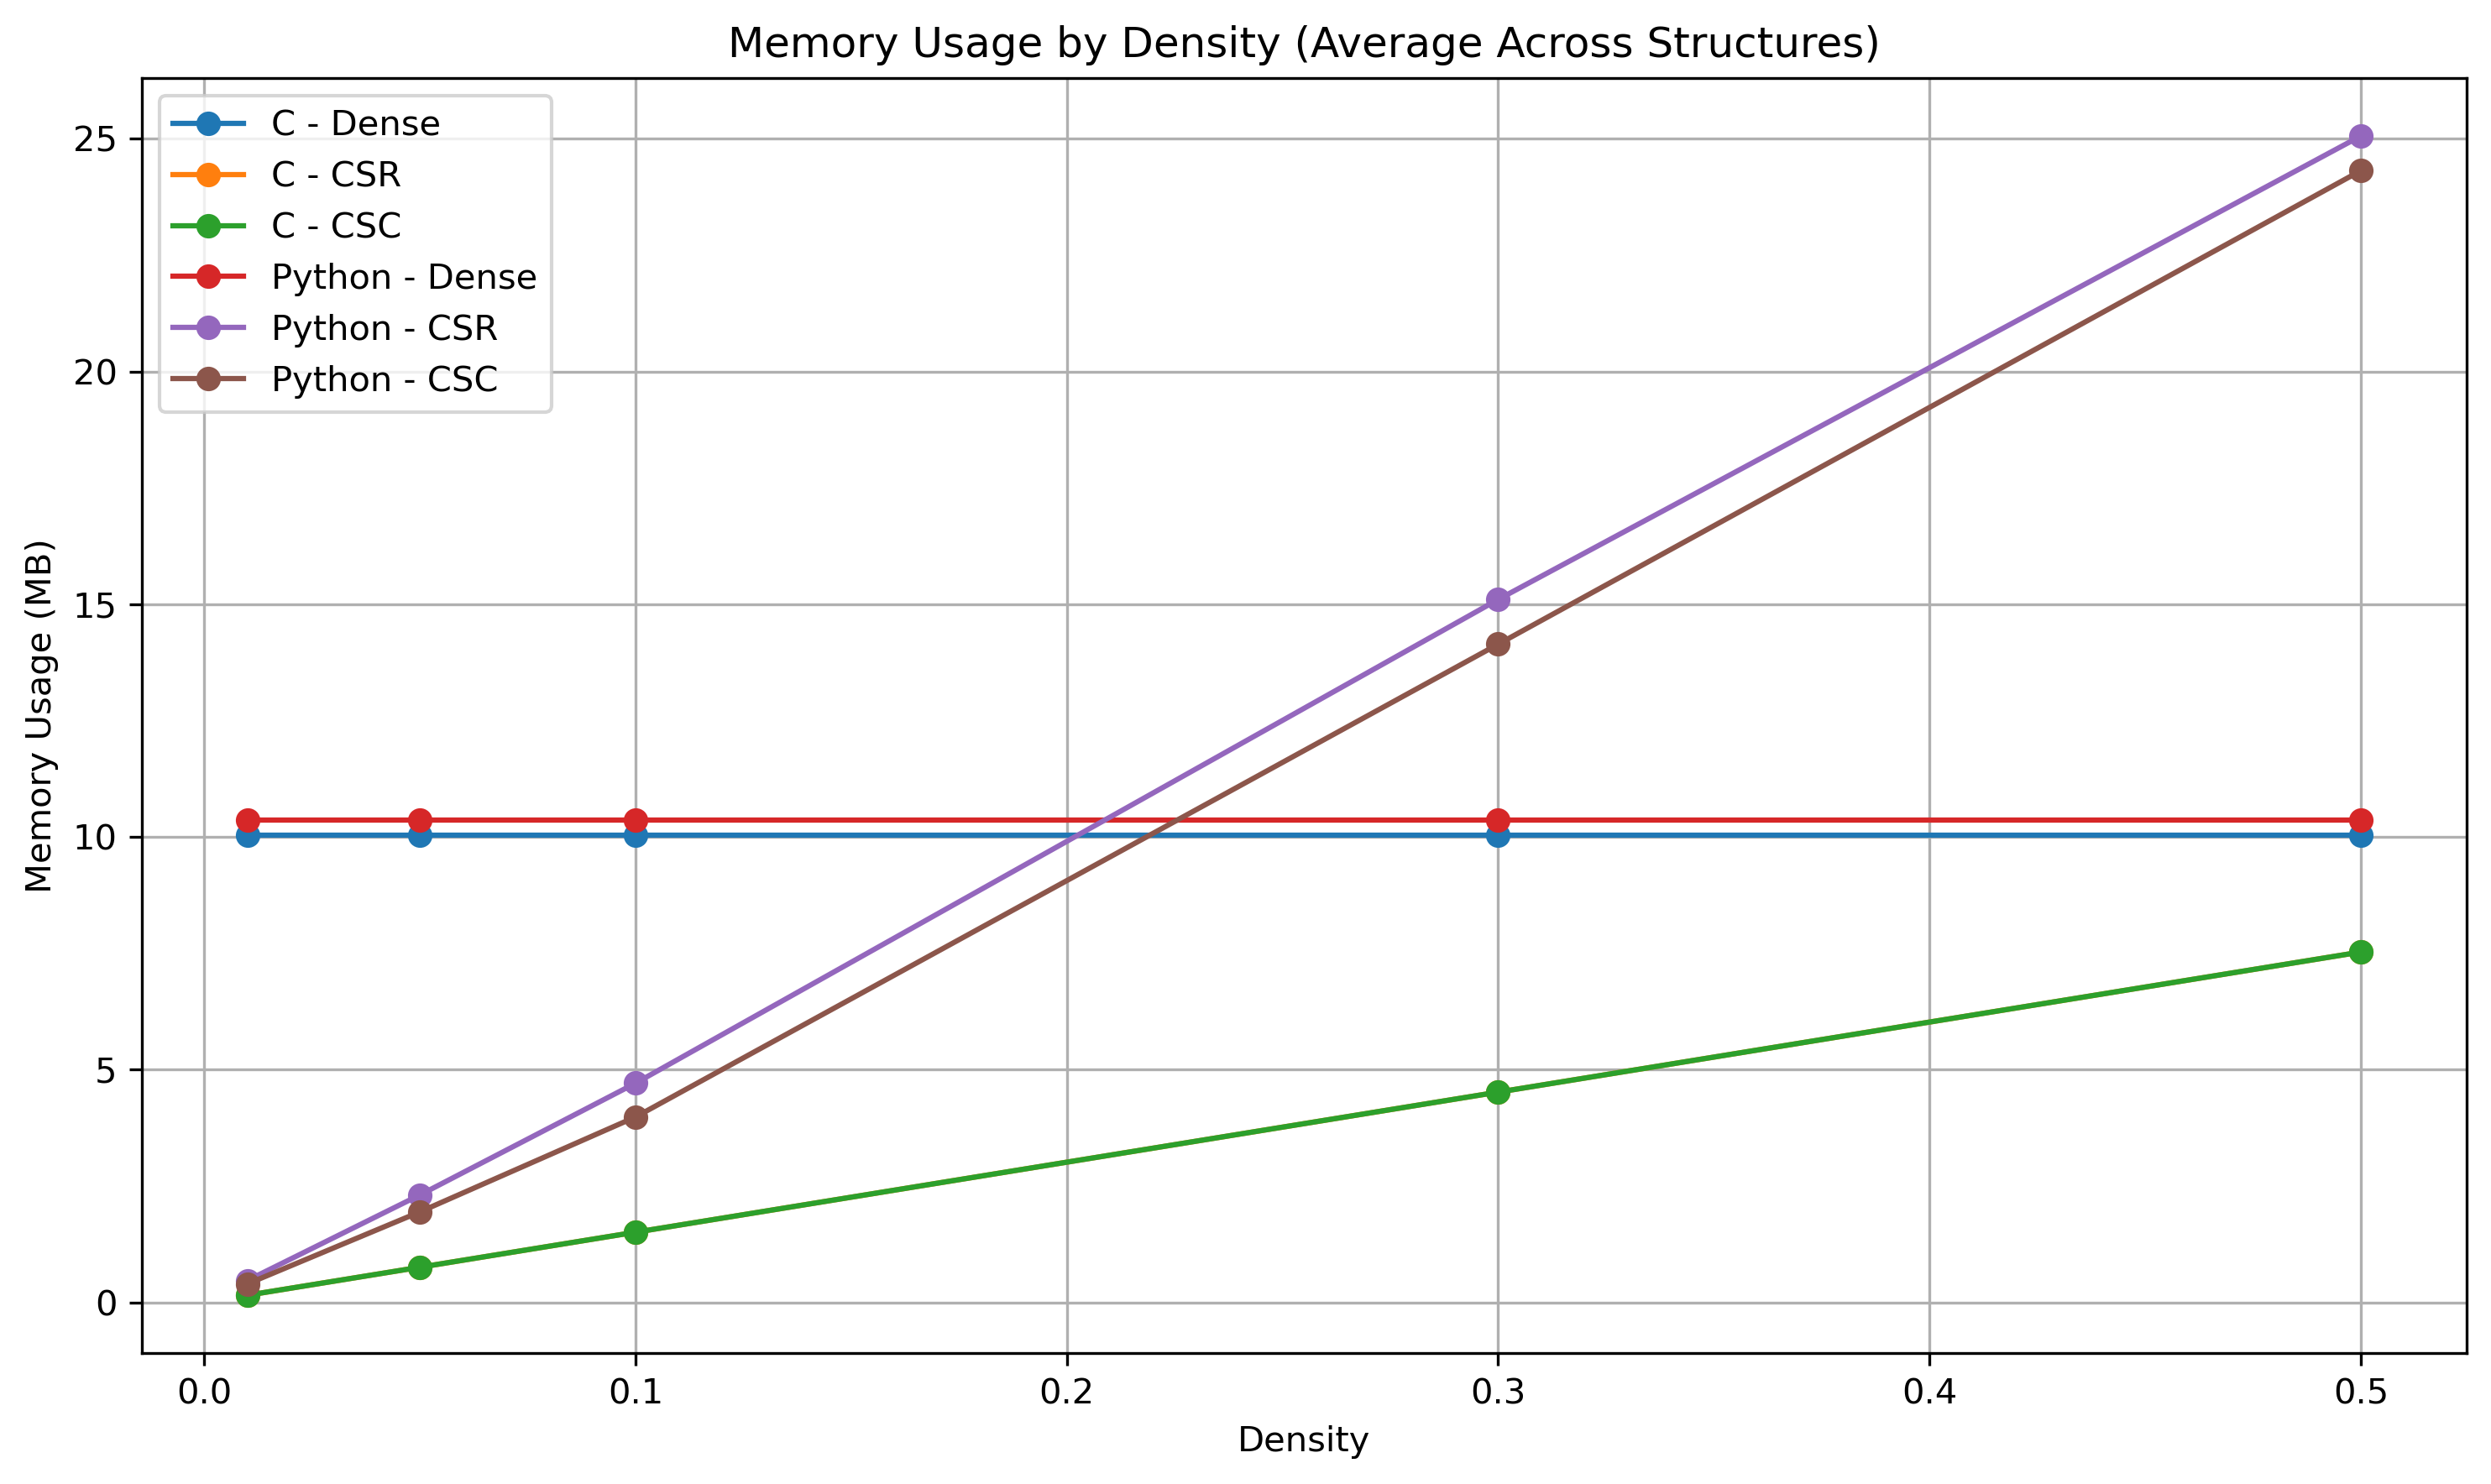 Memory Usage by Density (Average Across Structures)
C - Dense
C - CSR
C - CSC
Python - Dense
Python - CSR
Python - CSC
Memory Usage (MB)
25
20
15
10
5
0
0.0 0.1 0.2 0.3 0.4 0.5
Density